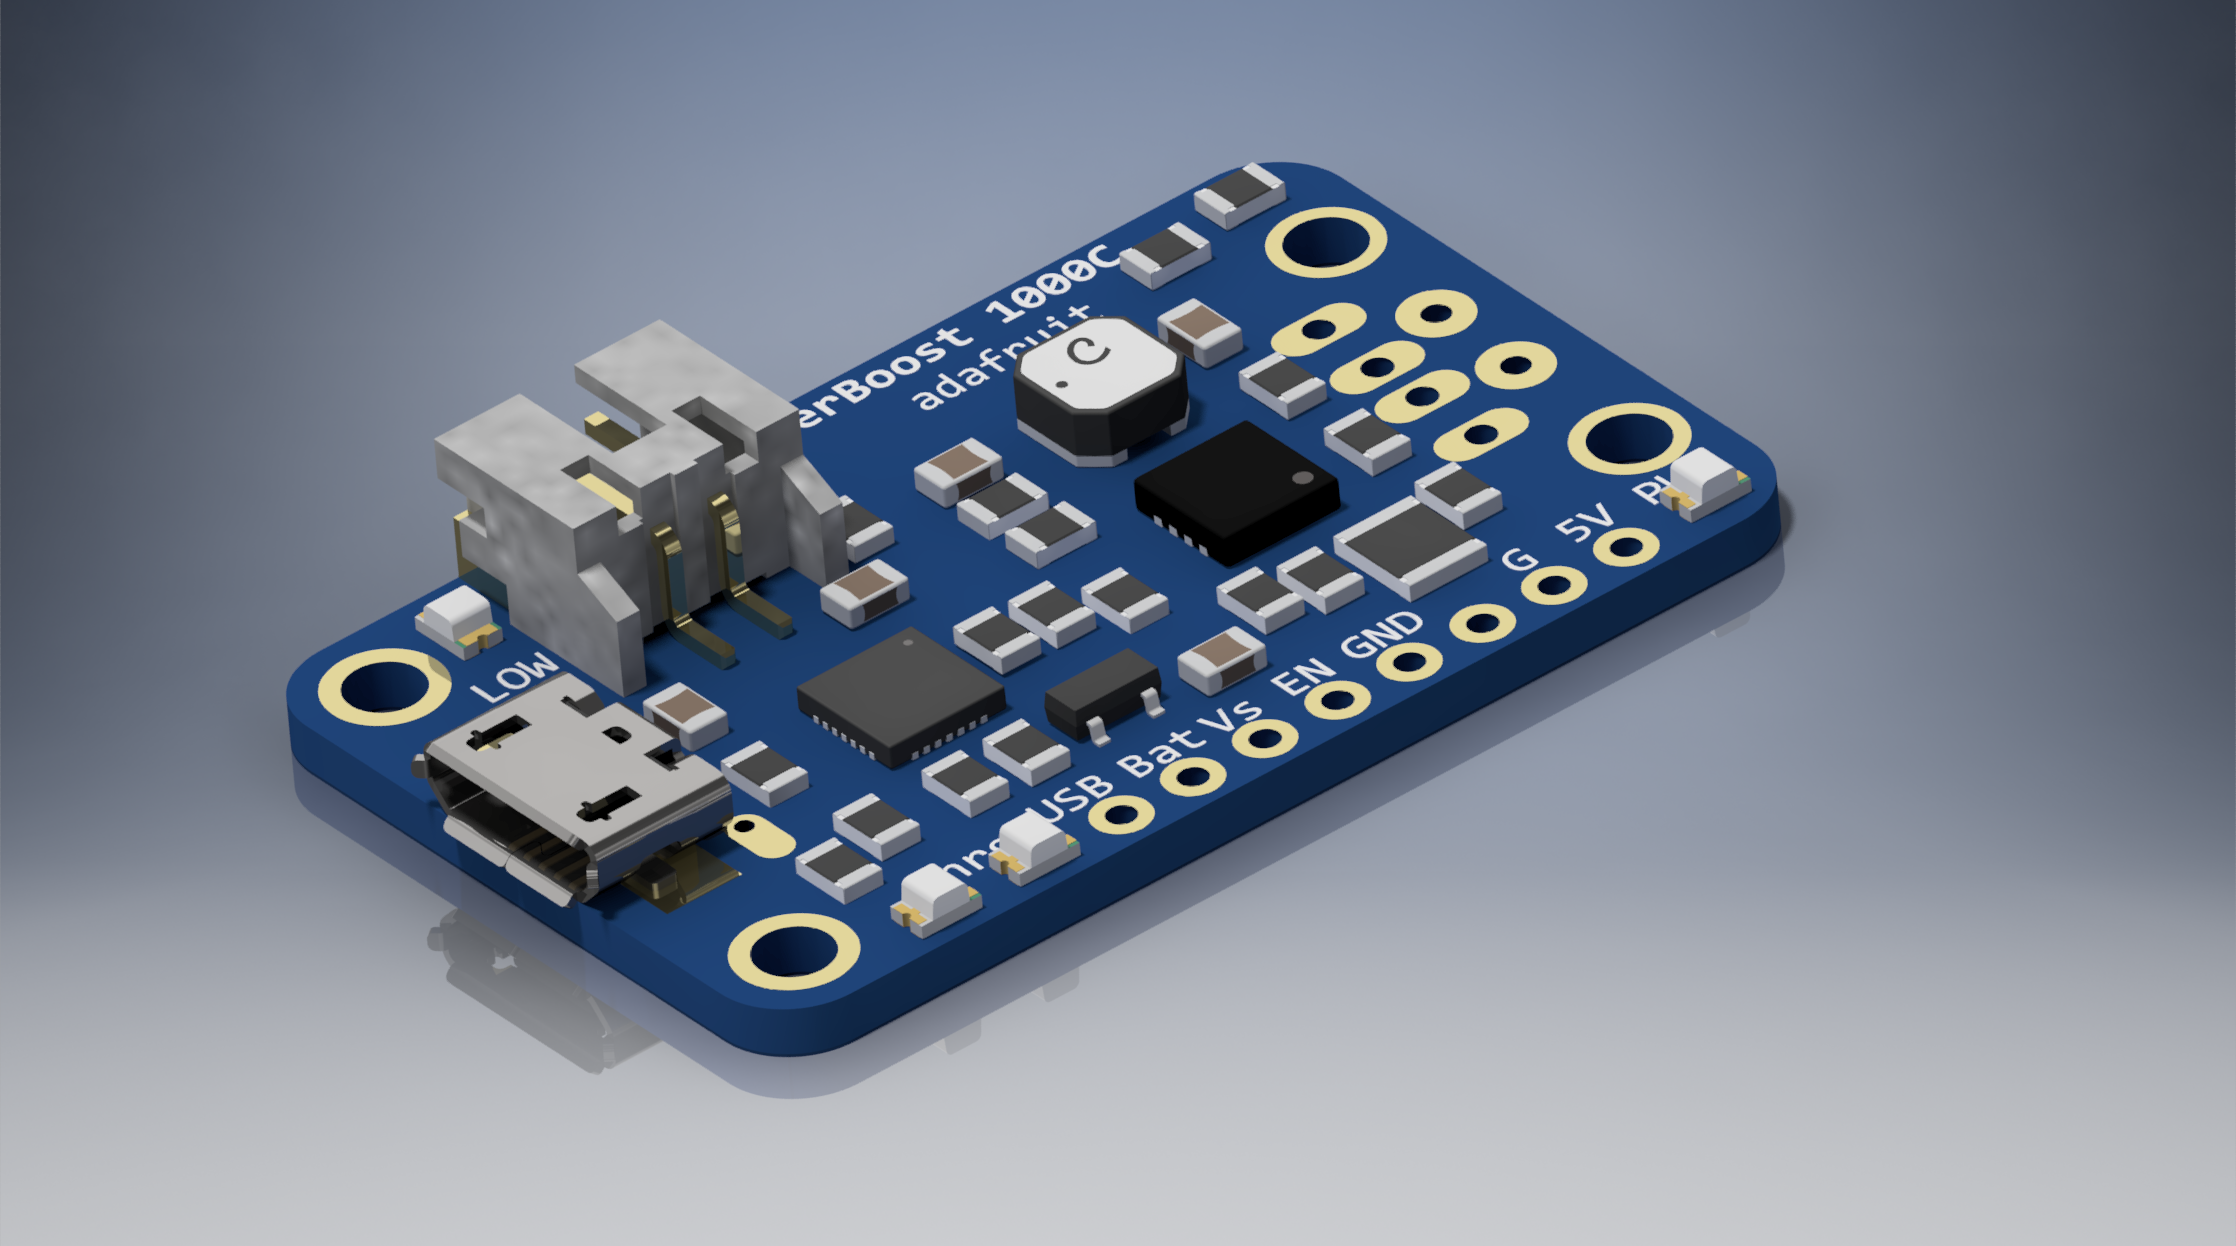 erBoost 1000C
adafruit
C
LOW
5V
G
GND
EN
Vs
Bat
USB